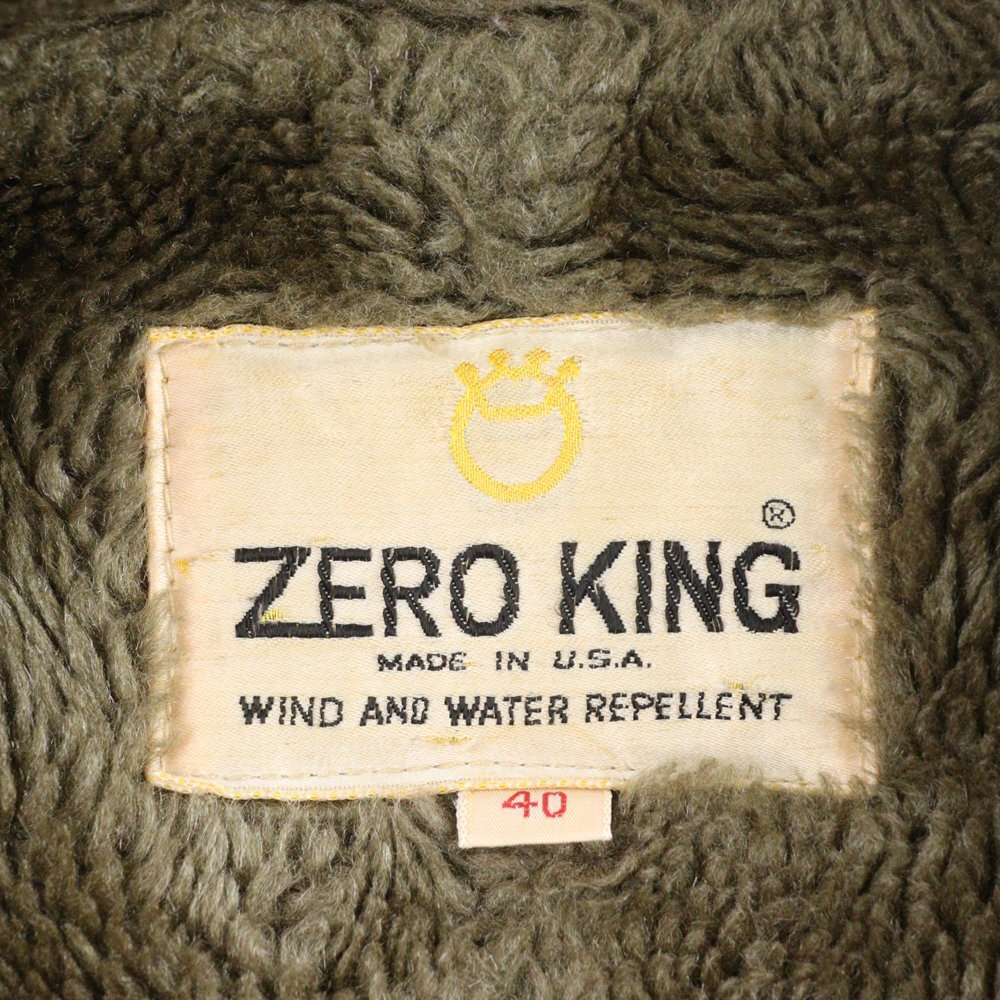 ®
ZERO KING
MADE IN U.S.A.
WIND AND WATER REPELLENT
40